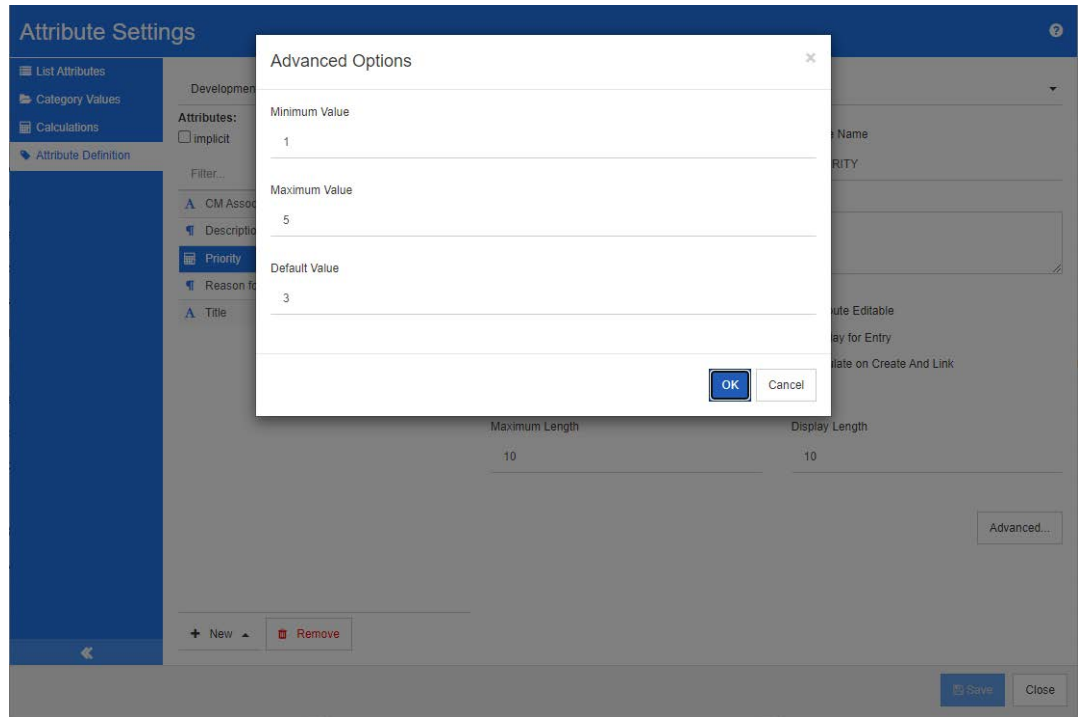 Attribute Settings
List Attributes
Category Values
Calculations
Attribute Definition
Developmen
Attributes:
implicit
Filter...
CM Assoc
Descriptio
Priority
Reason fo
Title
Advanced Options
Minimum Value
1
Maximum Value
5
Default Value
3
OK Cancel
Name
RITY
ute Editable
ay for Entry
late on Create And Link
Maximum Length
10
Display Length
10
Advanced...
+ New
Remove
Save
Close